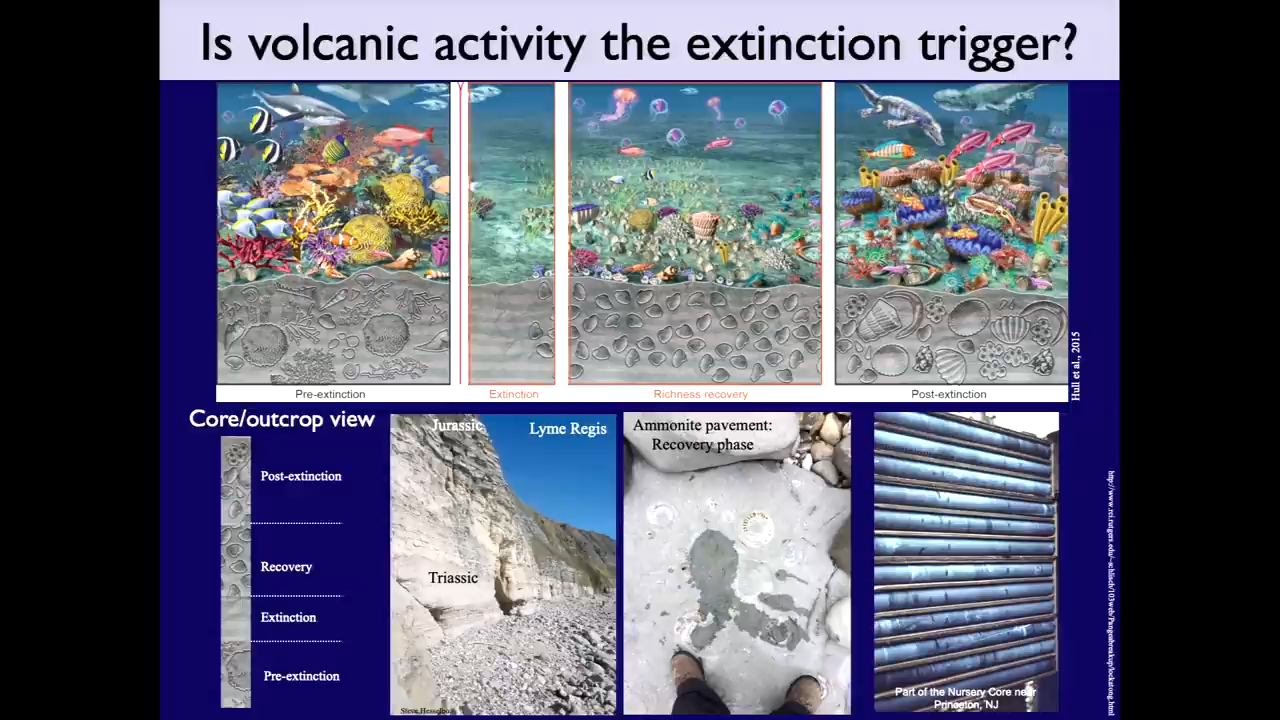 Is volcanic activity the extinction trigger?
Pre-extinction
Extinction
Richness recovery
Post-extinction
Hull et al., 2015
Core/outcrop view
Post-extinction
Recovery
Extinction
Pre-extinction
Jurassic
Lyme Regis
Triassic
Steve Hesselbo
Ammonite pavement:
Recovery phase
Part of the Nursery Core near
Princeton, NJ